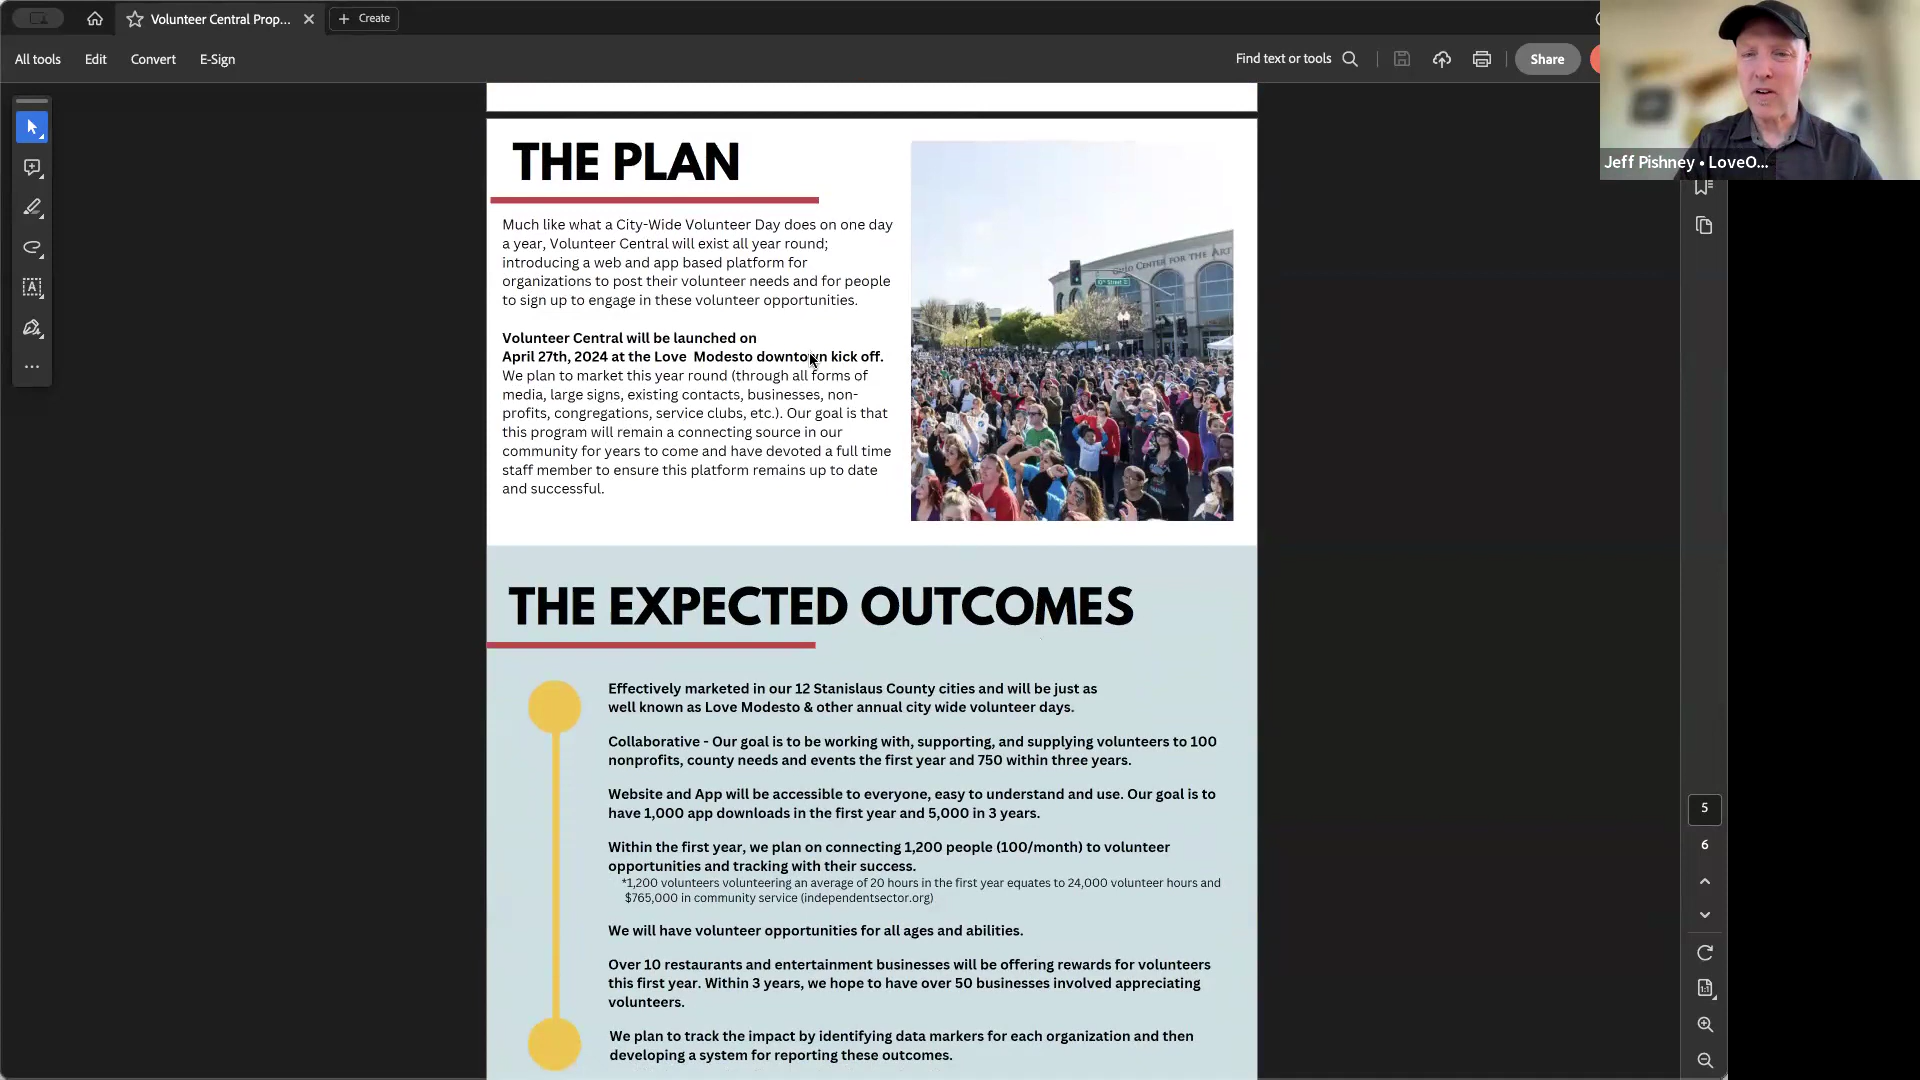 Volunteer Central Prop...
Create
All tools
Edit
Convert
E-Sign
Find text or tools
Share
Jeff Pishney • LoveO...
THE PLAN
Much like what a City-Wide Volunteer Day does on one day
a year, Volunteer Central will exist all year round;
introducing a web and app based platform for
organizations to post their volunteer needs and for people
to sign up to engage in these volunteer opportunities.
Volunteer Central will be launched on
April 27th, 2024 at the Love Modesto downtown kick off.
We plan to market this year round (through all forms of
media, large signs, existing contacts, businesses, non-
profits, congregations, service clubs, etc.). Our goal is that
this program will remain a connecting source in our
community for years to come and have devoted a full time
staff member to ensure this platform remains up to date
and successful.
CENTER FOR THE ART
10th Street
THE EXPECTED OUTCOMES
Effectively marketed in our 12 Stanislaus County cities and will be just as
well known as Love Modesto & other annual city wide volunteer days.
Collaborative - Our goal is to be working with, supporting, and supplying volunteers to 100
nonprofits, county needs and events the first year and 750 within three years.
Website and App will be accessible to everyone, easy to understand and use. Our goal is to
have 1,000 app downloads in the first year and 5,000 in 3 years.
Within the first year, we plan on connecting 1,200 people (100/month) to volunteer
opportunities and tracking with their success.
*1,200 volunteers volunteering an average of 20 hours in the first year equates to 24,000 volunteer hours and
$765,000 in community service (independentsector.org)
We will have volunteer opportunities for all ages and abilities.
Over 10 restaurants and entertainment businesses will be offering rewards for volunteers
this first year. Within 3 years, we hope to have over 50 businesses involved appreciating
volunteers.
We plan to track the impact by identifying data markers for each organization and then
developing a system for reporting these outcomes.
5
6
1:1